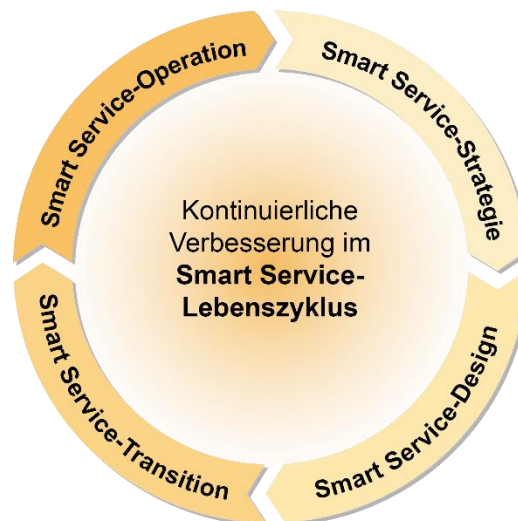 Smart Service-Strategie
Smart Service-Design
Smart Service-Transition
Smart Service-Operation
Kontinuierliche
Verbesserung im
Smart Service-
Lebenszyklus